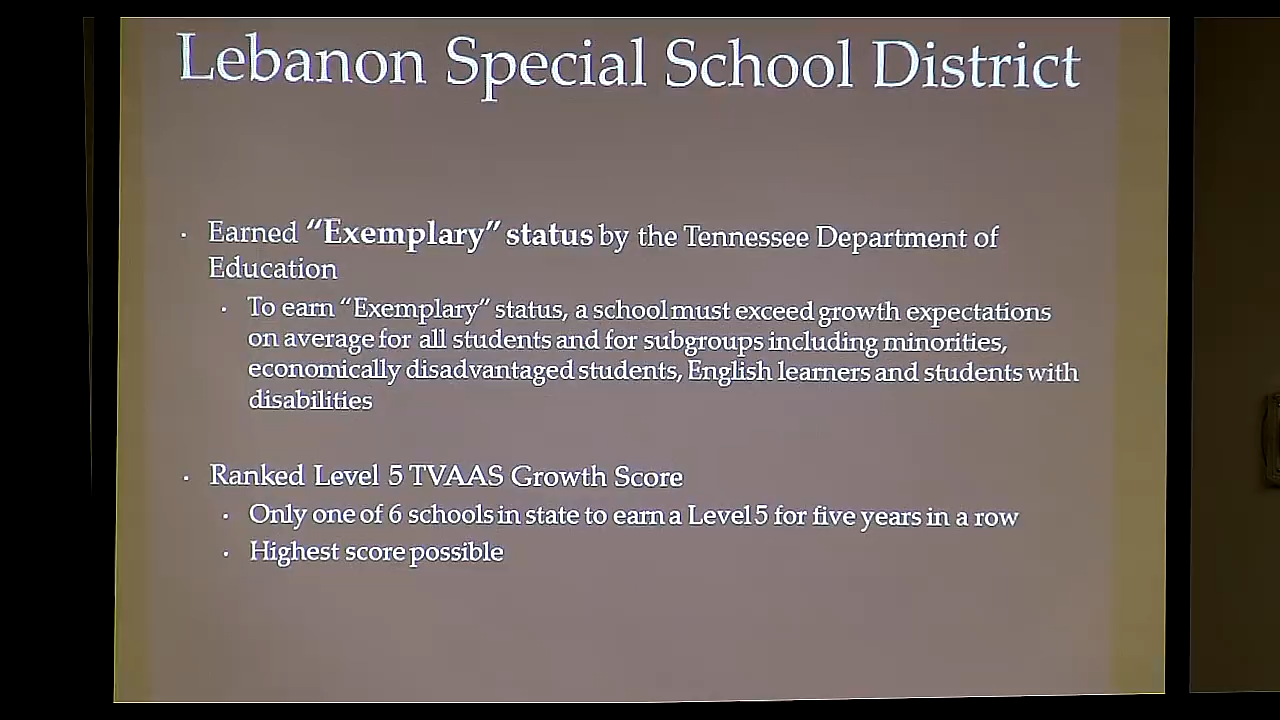 Lebanon Special School District
· Earned “Exemplary” status by the Tennessee Department of
Education
· To earn “Exemplary” status, a school must exceed growth expectations
on average for all students and for subgroups including minorities,
economically disadvantaged students, English learners and students with
disabilities
· Ranked Level 5 TVAAS Growth Score
· Only one of 6 schools in state to earn a Level 5 for five years in a row
· Highest score possible